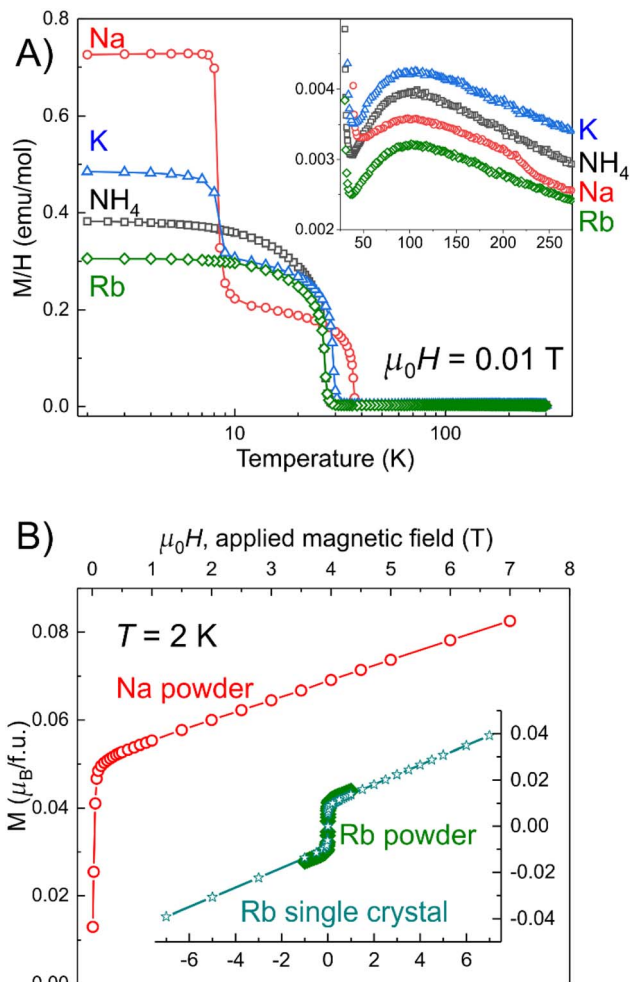 A)
0.8
0.6
0.4
0.2
0.0
M/H (emu/mol)
Na
K
NH4
Rb
0.004
0.003
0.002
50 100 150 200 250
K
NH4
Na
Rb
μ0H = 0.01 T
10 100
Temperature (K)
B)
μ0H, applied magnetic field (T)
0 1 2 3 4 5 6 7 8
T = 2 K
Na powder
0.08
0.06
0.04
0.02
0.00
M (μB/f.u.)
0.04
0.02
0.00
-0.02
-0.04
Rb powder
Rb single crystal
-6 -4 -2 0 2 4 6